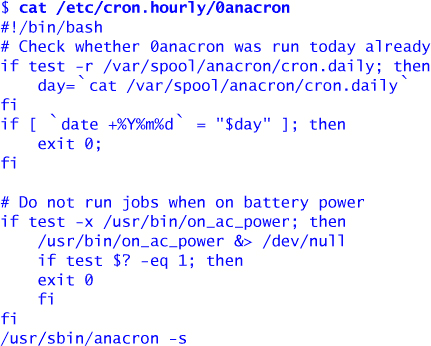 $ cat /etc/cron.hourly/0anacron
#!/bin/bash
# Check whether 0anacron was run today already
if test -r /var/spool/anacron/cron.daily; then
    day=`cat /var/spool/anacron/cron.daily`
fi
if [ `date +%Y%m%d` = "$day" ]; then
    exit 0;
fi

# Do not run jobs when on battery power
if test -x /usr/bin/on_ac_power; then
    /usr/bin/on_ac_power &> /dev/null
    if test $? -eq 1; then
    exit 0
    fi
fi
/usr/sbin/anacron -s